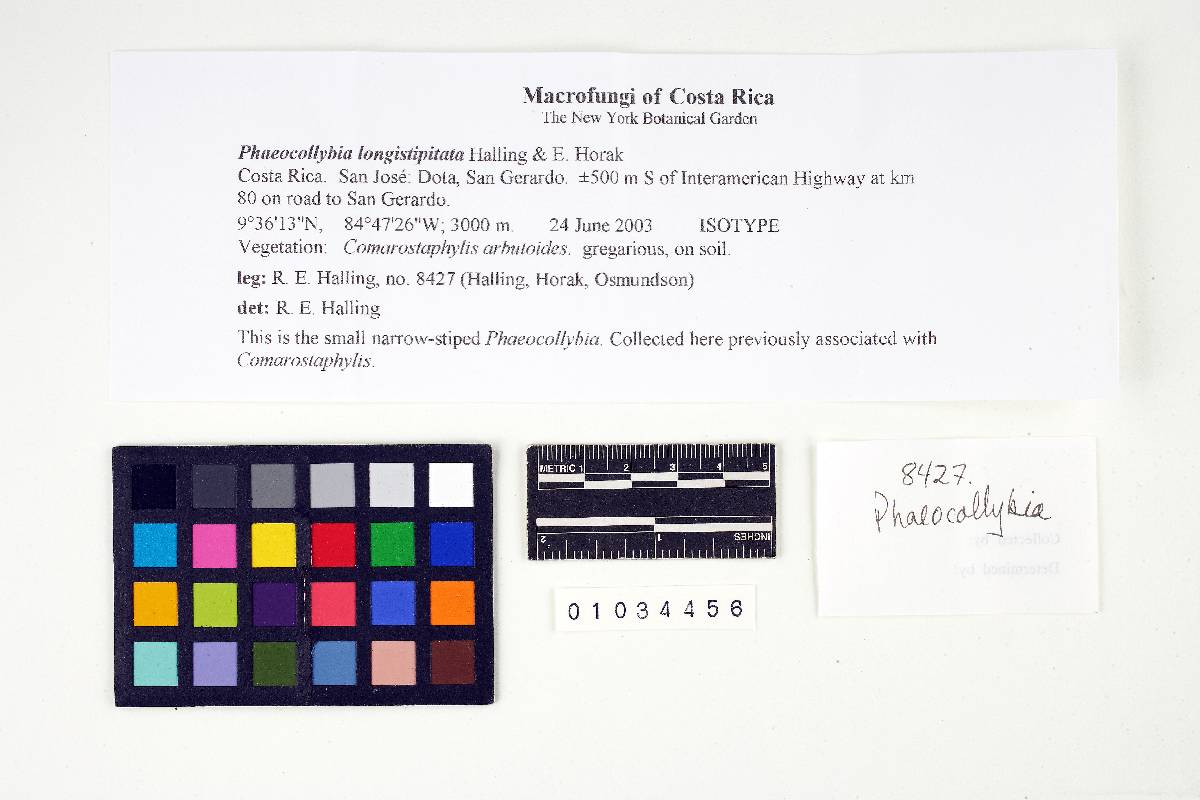 Macrofungi of Costa Rica
The New York Botanical Garden
Phaeocollybia longistipitata Halling & E. Horak
Costa Rica. San José: Dota, San Gerardo. ±500 m S of Interamerican Highway at km
80 on road to San Gerardo.
9°36'13"N, 84°47'26"W; 3000 m. 24 June 2003 ISOTYPE
Vegetation: Comarostaphylis arbutoides. gregarious, on soil.
leg: R. E. Halling, no. 8427 (Halling, Horak, Osmundson)
det: R. E. Halling
This is the small narrow-stiped Phaeocollybia. Collected here previously associated with
Comarostaphylis.
METRIC 1 2 3 4 5
2 1 INCHES
01034456
8427.
Phaeocollybia
Collected by:
Determined by: